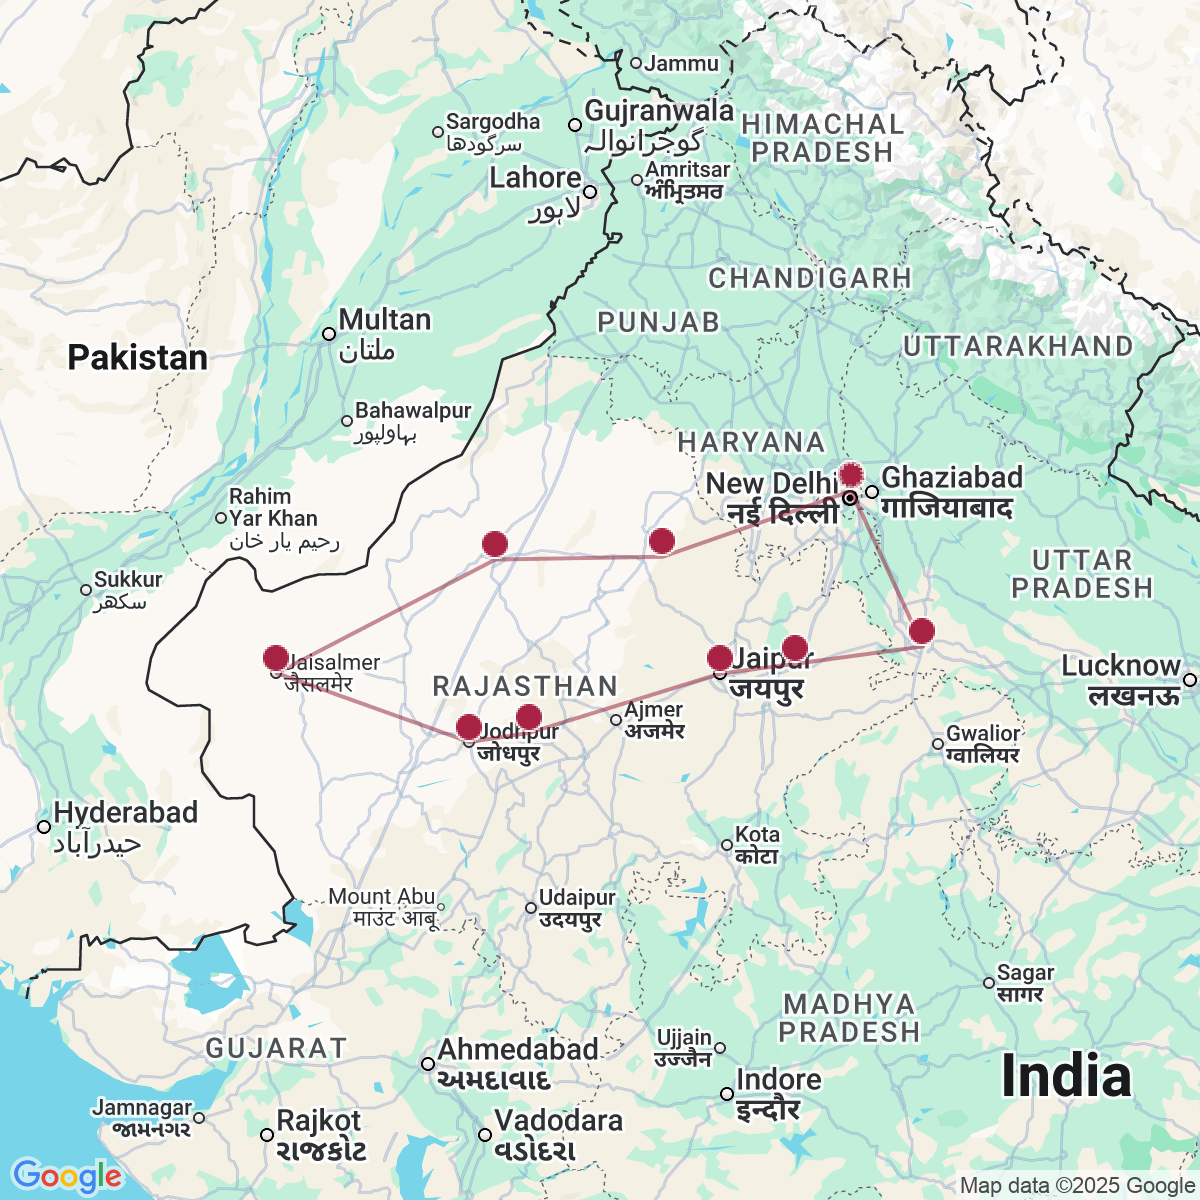 Jammu
Gujranwala
گوجرانوالہ
Sargodha
سرگودھا
HIMACHAL
PRADESH
Lahore
لاہور
Amritsar
ਅੰਮ੍ਰਿਤਸਰ
CHANDIGARH
PUNJAB
Multan
ملتان
Pakistan
UTTARAKHAND
Bahawalpur
بہاولپور
HARYANA
New Delhi
नई दिल्ली
Ghaziabad
गाजियाबाद
Rahim
Yar Khan
رحیم یار خان
UTTAR
PRADESH
Sukkur
سکھر
Jaisalmer
जैसलमेर
RAJASTHAN
Jaipur
जयपुर
Lucknow
लखनऊ
Ajmer
अजमेर
Jodhpur
जोधपुर
Gwalior
ग्वालियर
Hyderabad
حیدرآباد
Kota
कोटा
Mount Abu
माउंट आबू
Udaipur
उदयपुर
Sagar
सागर
MADHYA
PRADESH
GUJARAT
Ahmedabad
અમદાવાદ
Ujjain
उज्जैन
Indore
इन्दौर
India
Jamnagar
જામનગર
Rajkot
રાજકોટ
Vadodara
વડોદરા
Google
Map data ©2025 Google